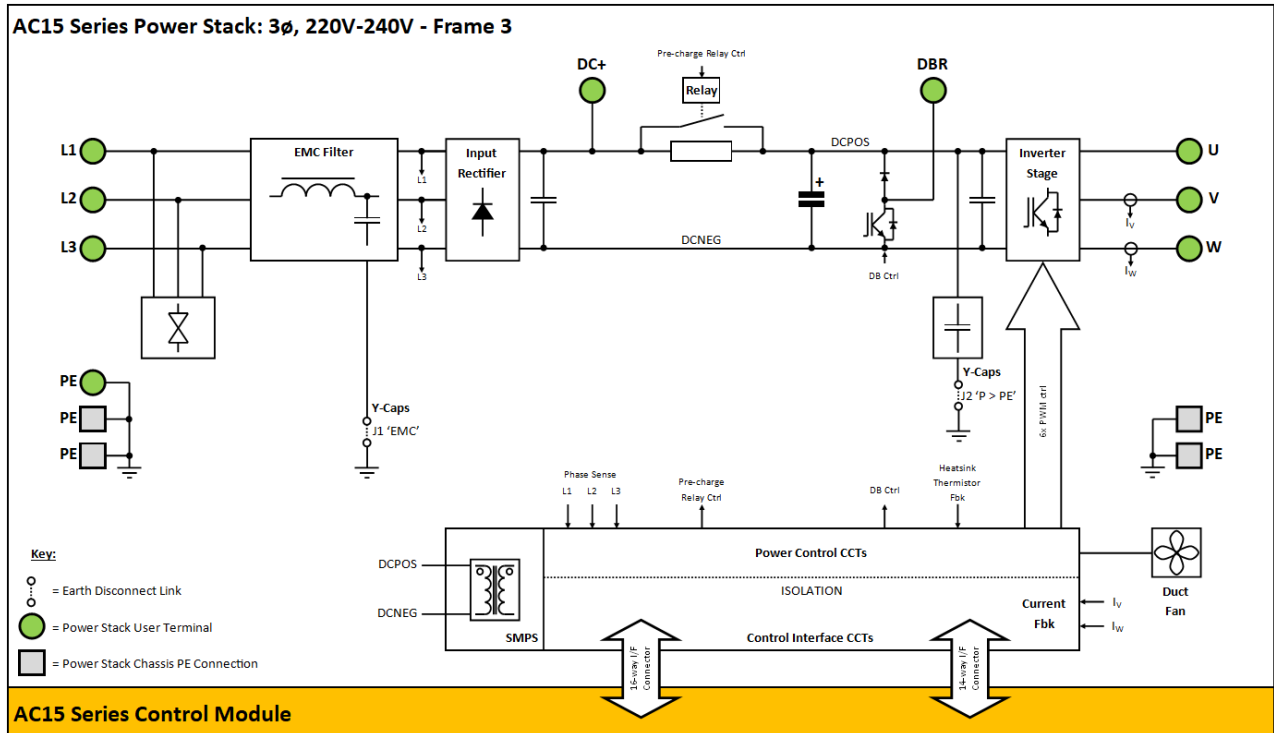 AC15 Series Power Stack: 3ø, 220V-240V - Frame 3
Pre-charge Relay Ctrl
DC+
DBR
Relay
L1
EMC Filter
Input
Rectifier
L1
DCPOS
Inverter
Stage
U
L2
L2
+
V
Iv
L3
L3
DCNEG
DB Ctrl
W
Iw
PE
PE
PE
Y-Caps
J1 ‘EMC’
Y-Caps
J2 ‘P > PE’
6x PWM ctrl
PE
PE
Phase Sense
L1 L2 L3
Pre-charge
Relay Ctrl
DB Ctrl
Heatsink
Thermistor
Fbk
DCPOS
DCNEG
SMPS
Power Control CCTs
ISOLATION
Control Interface CCTs
Current
Fbk
Iv
Iw
Duct
Fan
16-way I/F
Connector
14-way I/F
Connector
Key:
= Earth Disconnect Link
= Power Stack User Terminal
= Power Stack Chassis PE Connection
AC15 Series Control Module